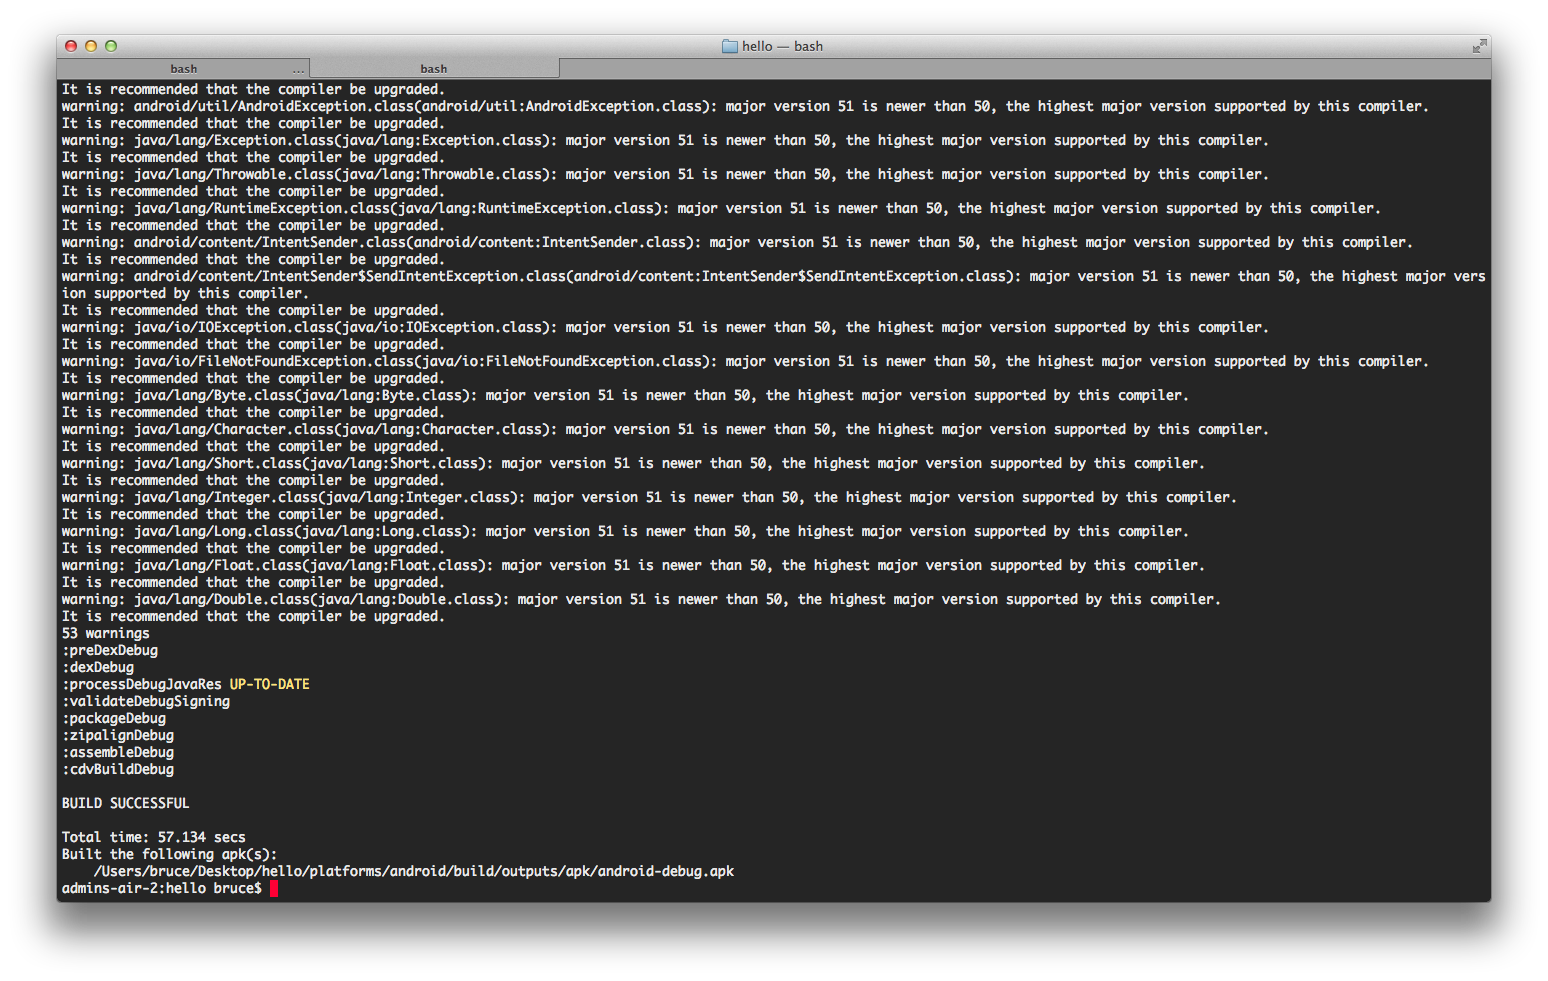 hello — bash
bash ... bash
It is recommended that the compiler be upgraded.
warning: android/util/AndroidException.class(android/util:AndroidException.class): major version 51 is newer than 50, the highest major version supported by this compiler.
It is recommended that the compiler be upgraded.
warning: java/lang/Exception.class(java/lang:Exception.class): major version 51 is newer than 50, the highest major version supported by this compiler.
It is recommended that the compiler be upgraded.
warning: java/lang/Throwable.class(java/lang:Throwable.class): major version 51 is newer than 50, the highest major version supported by this compiler.
It is recommended that the compiler be upgraded.
warning: java/lang/RuntimeException.class(java/lang:RuntimeException.class): major version 51 is newer than 50, the highest major version supported by this compiler.
It is recommended that the compiler be upgraded.
warning: android/content/IntentSender.class(android/content:IntentSender.class): major version 51 is newer than 50, the highest major version supported by this compiler.
It is recommended that the compiler be upgraded.
warning: android/content/IntentSender$SendIntentException.class(android/content:IntentSender$SendIntentException.class): major version 51 is newer than 50, the highest major vers
ion supported by this compiler.
It is recommended that the compiler be upgraded.
warning: java/io/IOException.class(java/io:IOException.class): major version 51 is newer than 50, the highest major version supported by this compiler.
It is recommended that the compiler be upgraded.
warning: java/io/FileNotFoundException.class(java/io:FileNotFoundException.class): major version 51 is newer than 50, the highest major version supported by this compiler.
It is recommended that the compiler be upgraded.
warning: java/lang/Byte.class(java/lang:Byte.class): major version 51 is newer than 50, the highest major version supported by this compiler.
It is recommended that the compiler be upgraded.
warning: java/lang/Character.class(java/lang:Character.class): major version 51 is newer than 50, the highest major version supported by this compiler.
It is recommended that the compiler be upgraded.
warning: java/lang/Short.class(java/lang:Short.class): major version 51 is newer than 50, the highest major version supported by this compiler.
It is recommended that the compiler be upgraded.
warning: java/lang/Integer.class(java/lang:Integer.class): major version 51 is newer than 50, the highest major version supported by this compiler.
It is recommended that the compiler be upgraded.
warning: java/lang/Long.class(java/lang:Long.class): major version 51 is newer than 50, the highest major version supported by this compiler.
It is recommended that the compiler be upgraded.
warning: java/lang/Float.class(java/lang:Float.class): major version 51 is newer than 50, the highest major version supported by this compiler.
It is recommended that the compiler be upgraded.
warning: java/lang/Double.class(java/lang:Double.class): major version 51 is newer than 50, the highest major version supported by this compiler.
It is recommended that the compiler be upgraded.
53 warnings
:preDexDebug
:dexDebug
:processDebugJavaRes UP-TO-DATE
:validateDebugSigning
:packageDebug
:zipalignDebug
:assembleDebug
:cdvBuildDebug
BUILD SUCCESSFUL
Total time: 57.134 secs
Built the following apk(s):
/Users/bruce/Desktop/hello/platforms/android/build/outputs/apk/android-debug.apk
admins-air-2:hello bruce$